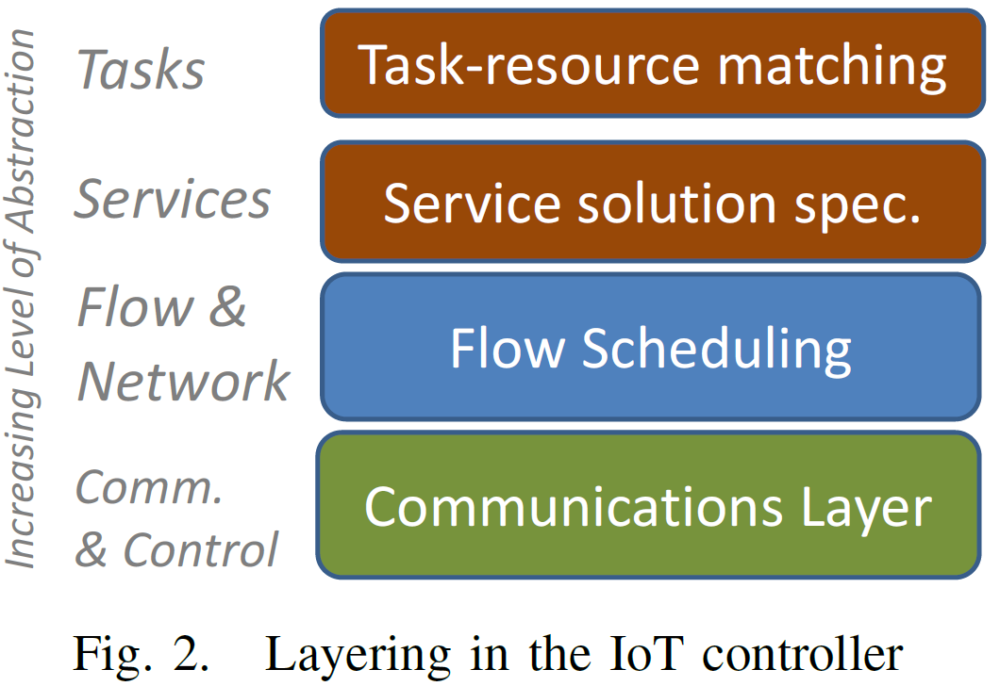 Increasing Level of Abstraction
Tasks
Task-resource matching
Services
Service solution spec.
Flow &
Network
Flow Scheduling
Comm.
& Control
Communications Layer
Fig. 2. Layering in the IoT controller